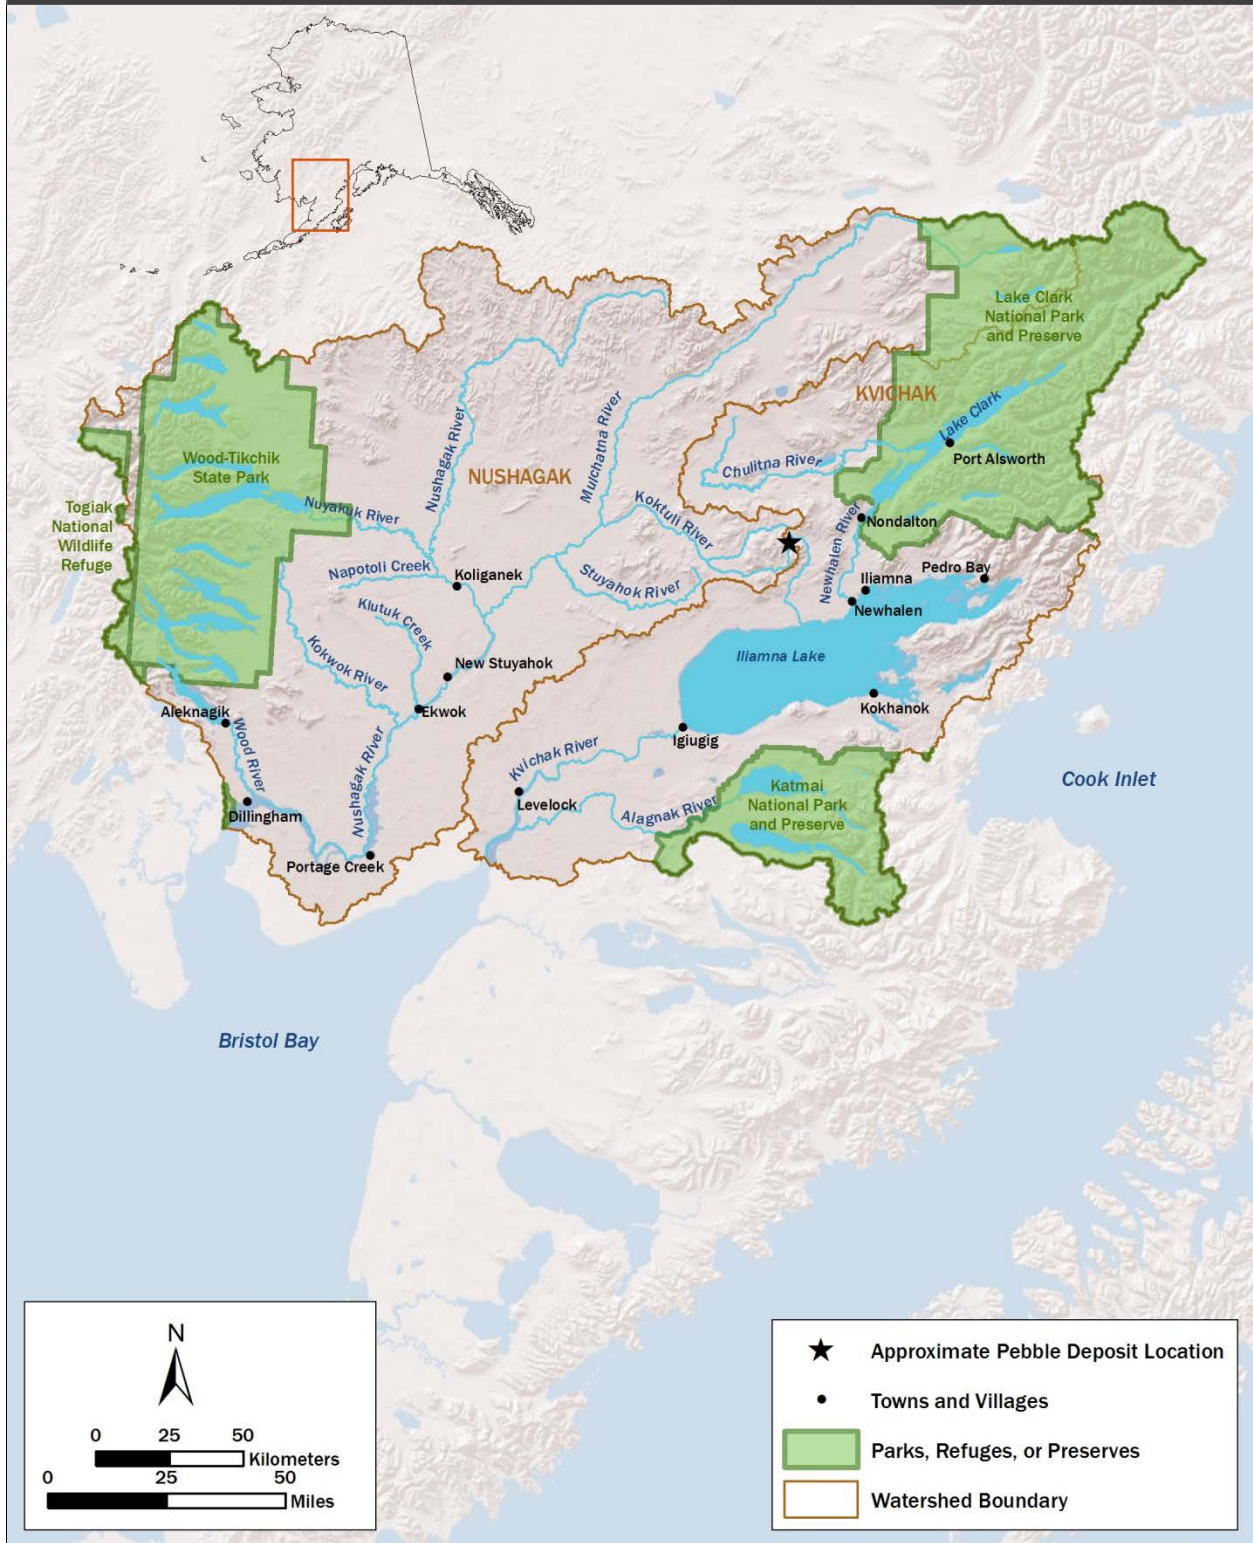 Lake Clark
National Park
and Preserve
KVICHAK
Lake Clark
Port Alsworth
Chulitna River
Mulchatna River
Nushagak River
NUSHAGAK
Wood-Tikchik
State Park
Togiak
National
Wildlife
Refuge
Nuyakuk River
Koktuli River
Nondalton
Newhalen River
Napotoli Creek
Koliganek
Stuyahok River
Iliamna
Pedro Bay
Newhalen
Klutuk Creek
Kokwok River
New Stuyahok
Iliamna Lake
Kokhanok
Ekwok
Aleknagik
Wood River
Igiugig
Kvichak River
Nushagak River
Levelock
Alagnak River
Katmai
National Park
and Preserve
Cook Inlet
Dillingham
Portage Creek
Bristol Bay
N
0 25 50
Kilometers
0 25 50
Miles
Approximate Pebble Deposit Location
Towns and Villages
Parks, Refuges, or Preserves
Watershed Boundary